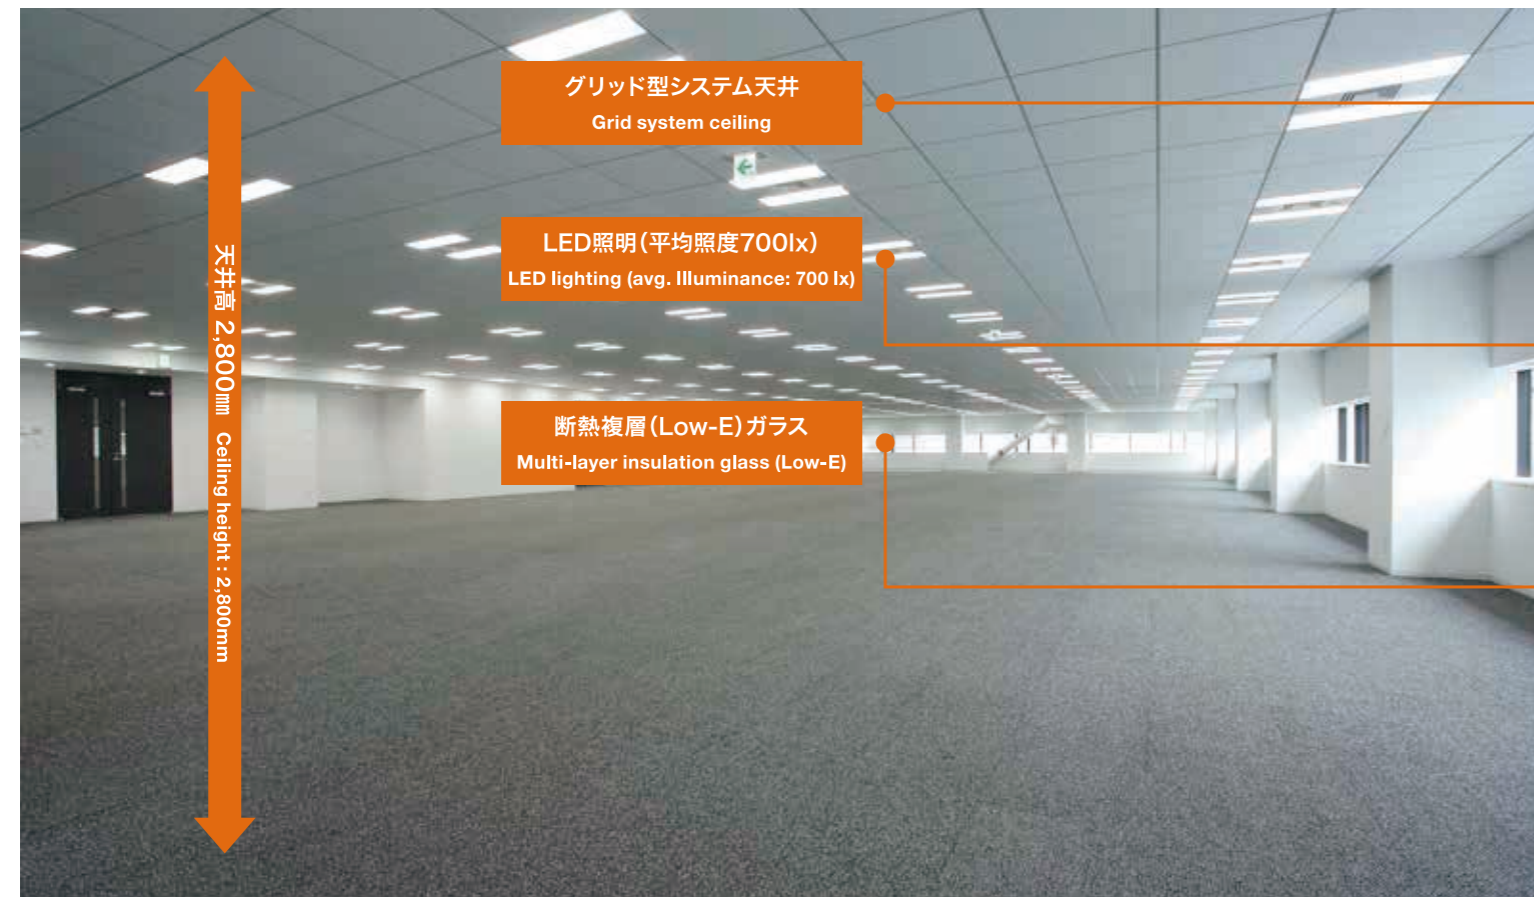 グリッド型システム天井
Grid system ceiling
LED照明(平均照度700lx)
LED lighting (avg. Illuminance: 700 lx)
断熱複層(Low-E)ガラス
Multi-layer insulation glass (Low-E)
天井高 2,800㎜ Ceiling height : 2,800mm